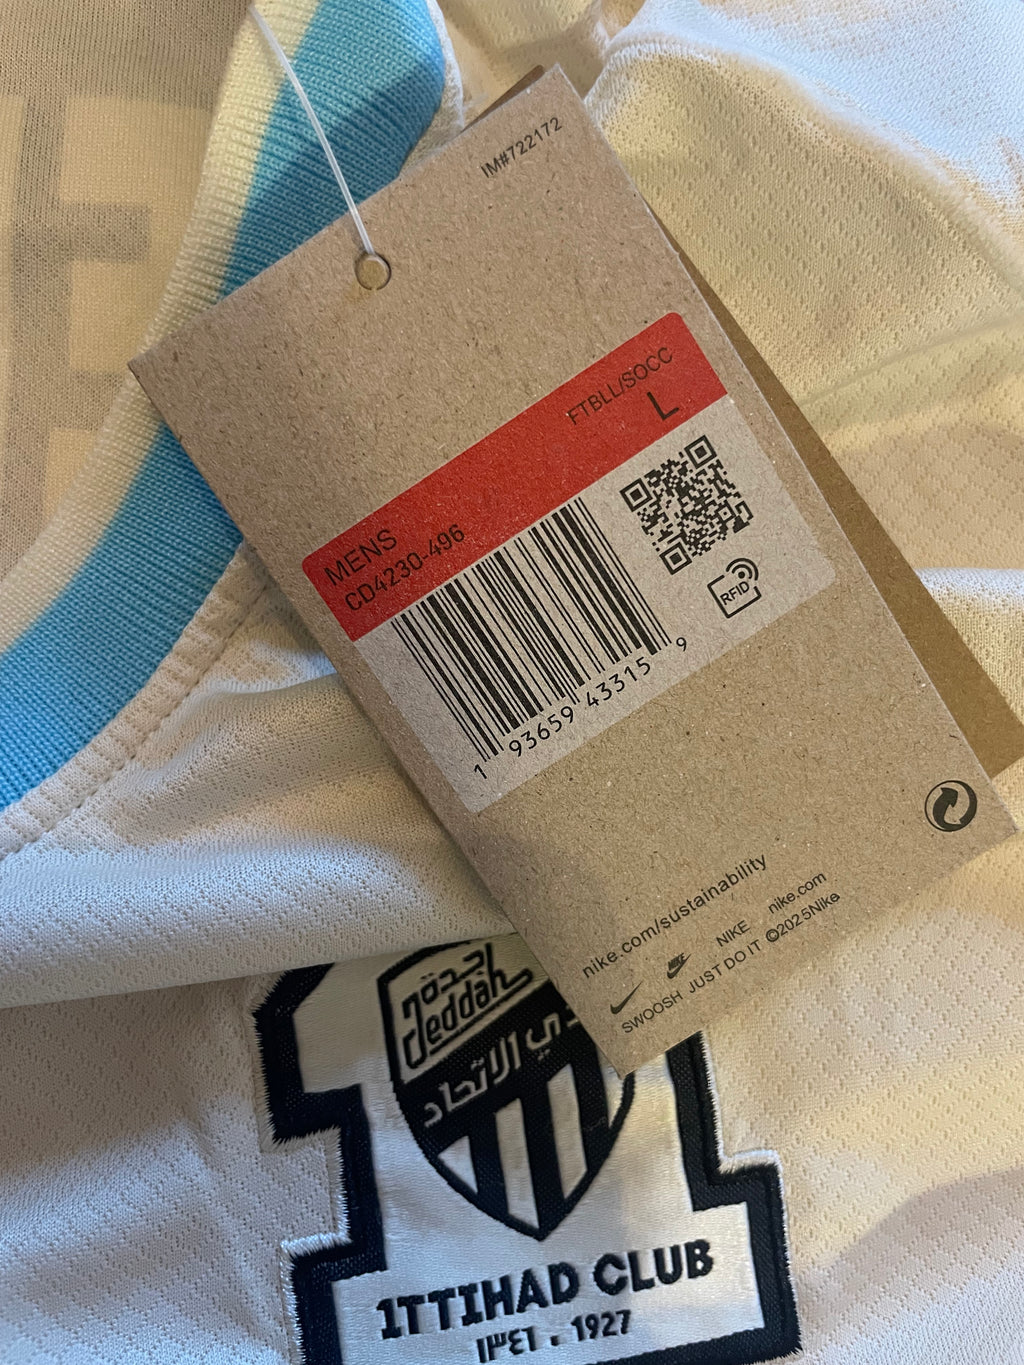 IM#722172
FTBLL/SOCC
L
MENS
CD4230-496
RFID
1 93659 43315 9
nike.com/sustainability
NIKE nike.com
SWOOSH JUST DO IT ©2025Nike
جدة
Jeddah
نادي الاتحاد
1TTIHAD CLUB
١٣٤٦ . 1927